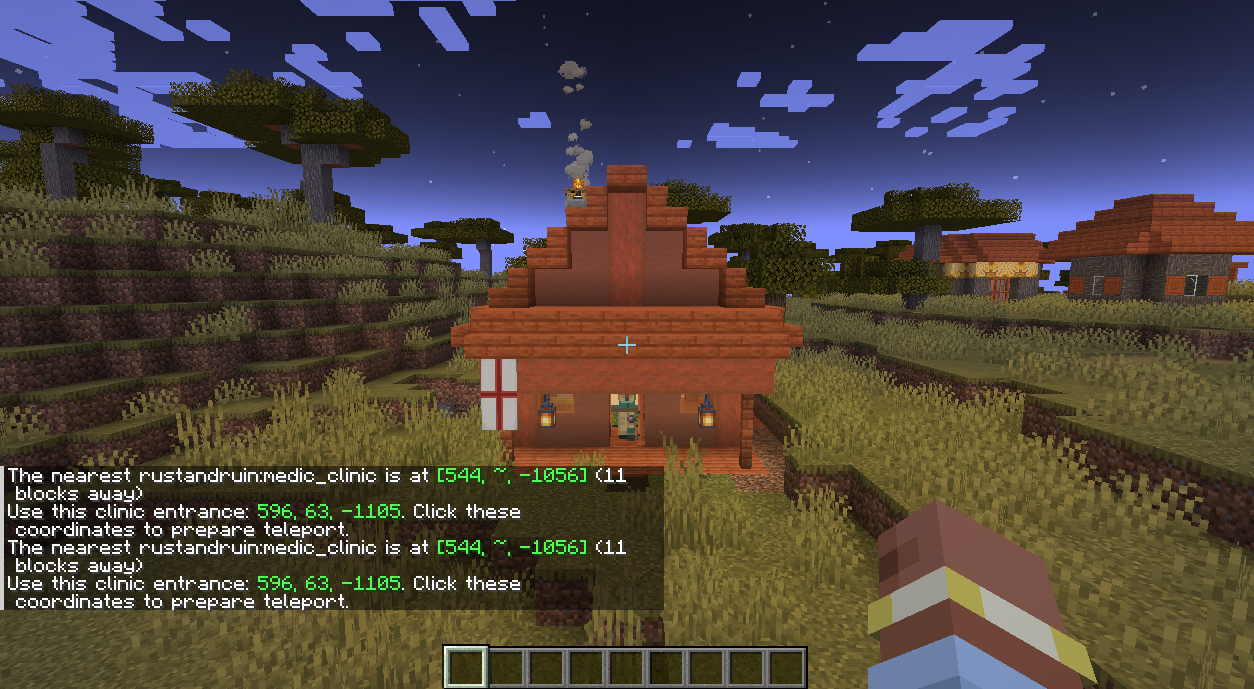 The nearest rustandruin:medic_clinic is at [544, ~, -1056] (11
blocks away)
Use this clinic entrance: 596, 63, -1105. Click these
coordinates to prepare teleport.
The nearest rustandruin:medic_clinic is at [544, ~, -1056] (11
blocks away)
Use this clinic entrance: 596, 63, -1105. Click these
coordinates to prepare teleport.